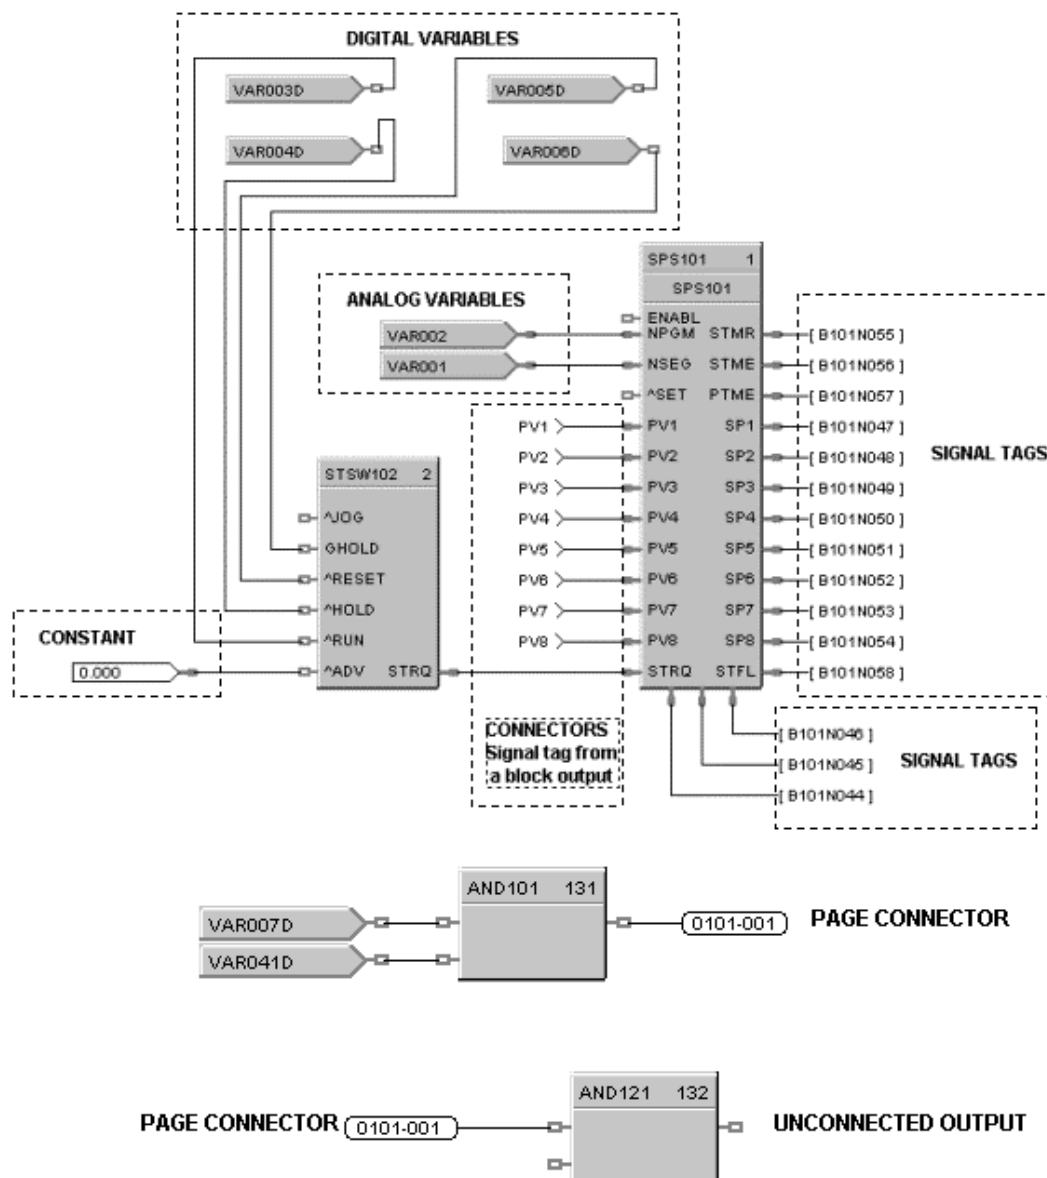 DIGITAL VARIABLES
VAR003D
VAR005D
VAR004D
VAR006D
SPS101 1
SPS101
ANALOG VARIABLES
VAR002
VAR001
ENABL
NPGM STMR [ B101N055 ]
NSEG STME [ B101N056 ]
^SET PTME [ B101N057 ]
PV1 PV1 SP1 [ B101N047 ]
PV2 PV2 SP2 [ B101N048 ]
PV3 PV3 SP3 [ B101N049 ]
PV4 PV4 SP4 [ B101N050 ]
PV5 PV5 SP5 [ B101N051 ]
PV6 PV6 SP6 [ B101N052 ]
PV7 PV7 SP7 [ B101N053 ]
PV8 PV8 SP8 [ B101N054 ]
STRQ STFL [ B101N058 ]
SIGNAL TAGS
STSW102 2
^JOG
GHOLD
^RESET
^HOLD
^RUN
^ADV STRQ
CONSTANT
0.000
CONNECTORS
Signal tag from
a block output
[ B101N046 ]
[ B101N045 ]
[ B101N044 ]
SIGNAL TAGS
AND101 131
VAR007D
VAR041D
0101-001
PAGE CONNECTOR
AND121 132
PAGE CONNECTOR 0101-001
UNCONNECTED OUTPUT